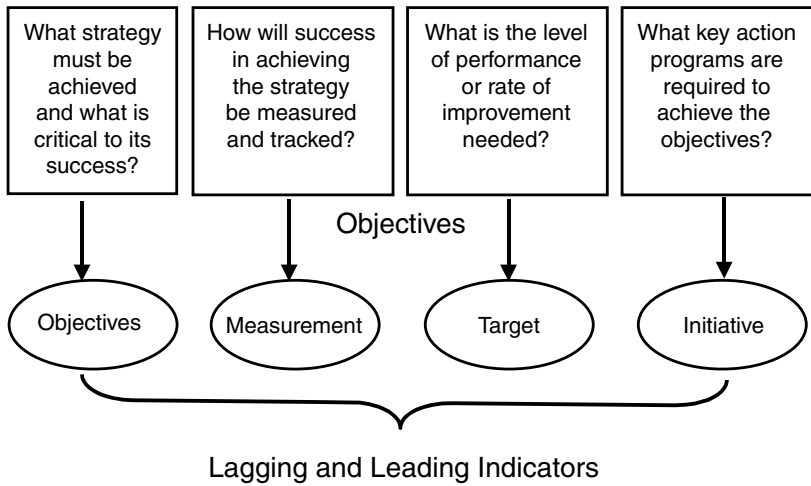 What strategy
must be
achieved
and what is
critical to its
success?
How will success
in achieving
the strategy
be measured
and tracked?
What is the level
of performance
or rate of
improvement
needed?
What key action
programs are
required to
achieve the
objectives?
Objectives
Objectives
Measurement
Target
Initiative
Lagging and Leading Indicators